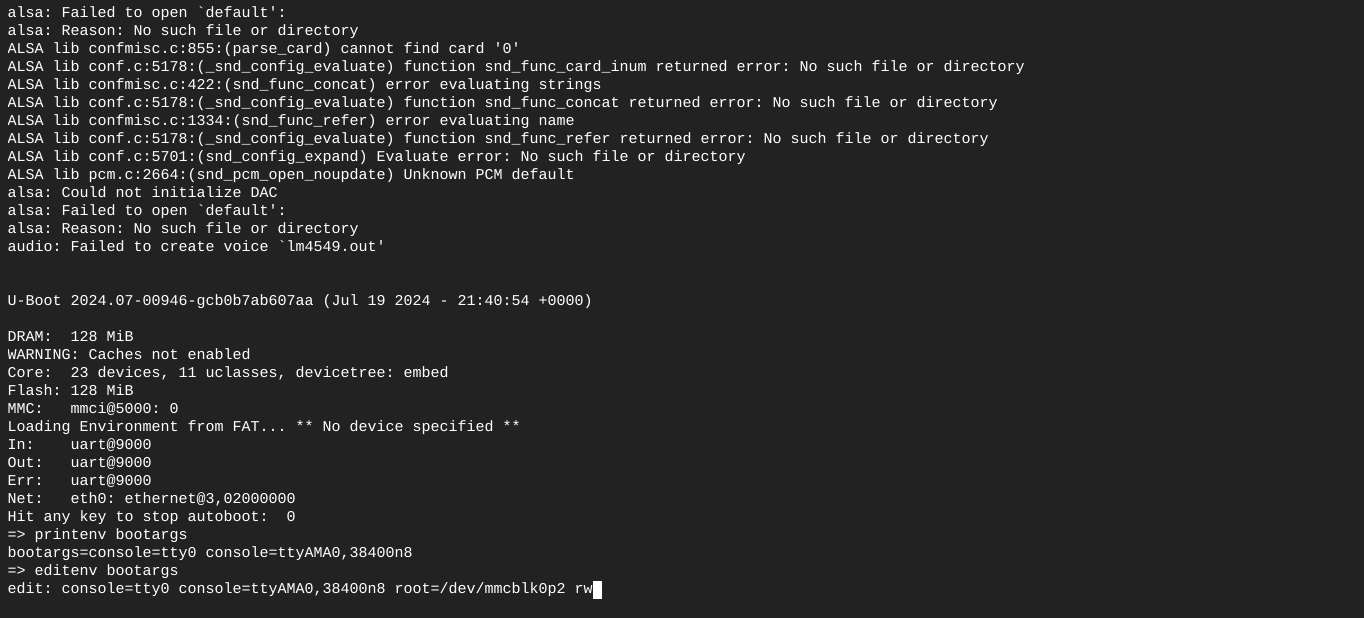 alsa: Failed to open `default':
alsa: Reason: No such file or directory
ALSA lib confmisc.c:855:(parse_card) cannot find card '0'
ALSA lib conf.c:5178:(_snd_config_evaluate) function snd_func_card_inum returned error: No such file or directory
ALSA lib confmisc.c:422:(snd_func_concat) error evaluating strings
ALSA lib conf.c:5178:(_snd_config_evaluate) function snd_func_concat returned error: No such file or directory
ALSA lib confmisc.c:1334:(snd_func_refer) error evaluating name
ALSA lib conf.c:5178:(_snd_config_evaluate) function snd_func_refer returned error: No such file or directory
ALSA lib conf.c:5701:(snd_config_expand) Evaluate error: No such file or directory
ALSA lib pcm.c:2664:(snd_pcm_open_noupdate) Unknown PCM default
alsa: Could not initialize DAC
alsa: Failed to open `default':
alsa: Reason: No such file or directory
audio: Failed to create voice `lm4549.out'
U-Boot 2024.07-00946-gcb0b7ab607aa (Jul 19 2024 - 21:40:54 +0000)
DRAM:  128 MiB
WARNING: Caches not enabled
Core:  23 devices, 11 uclasses, devicetree: embed
Flash: 128 MiB
MMC:   mmci@5000: 0
Loading Environment from FAT... ** No device specified **
In:    uart@9000
Out:   uart@9000
Err:   uart@9000
Net:   eth0: ethernet@3,02000000
Hit any key to stop autoboot:  0
=> printenv bootargs
bootargs=console=tty0 console=ttyAMA0,38400n8
=> editenv bootargs
edit: console=tty0 console=ttyAMA0,38400n8 root=/dev/mmcblk0p2 rw